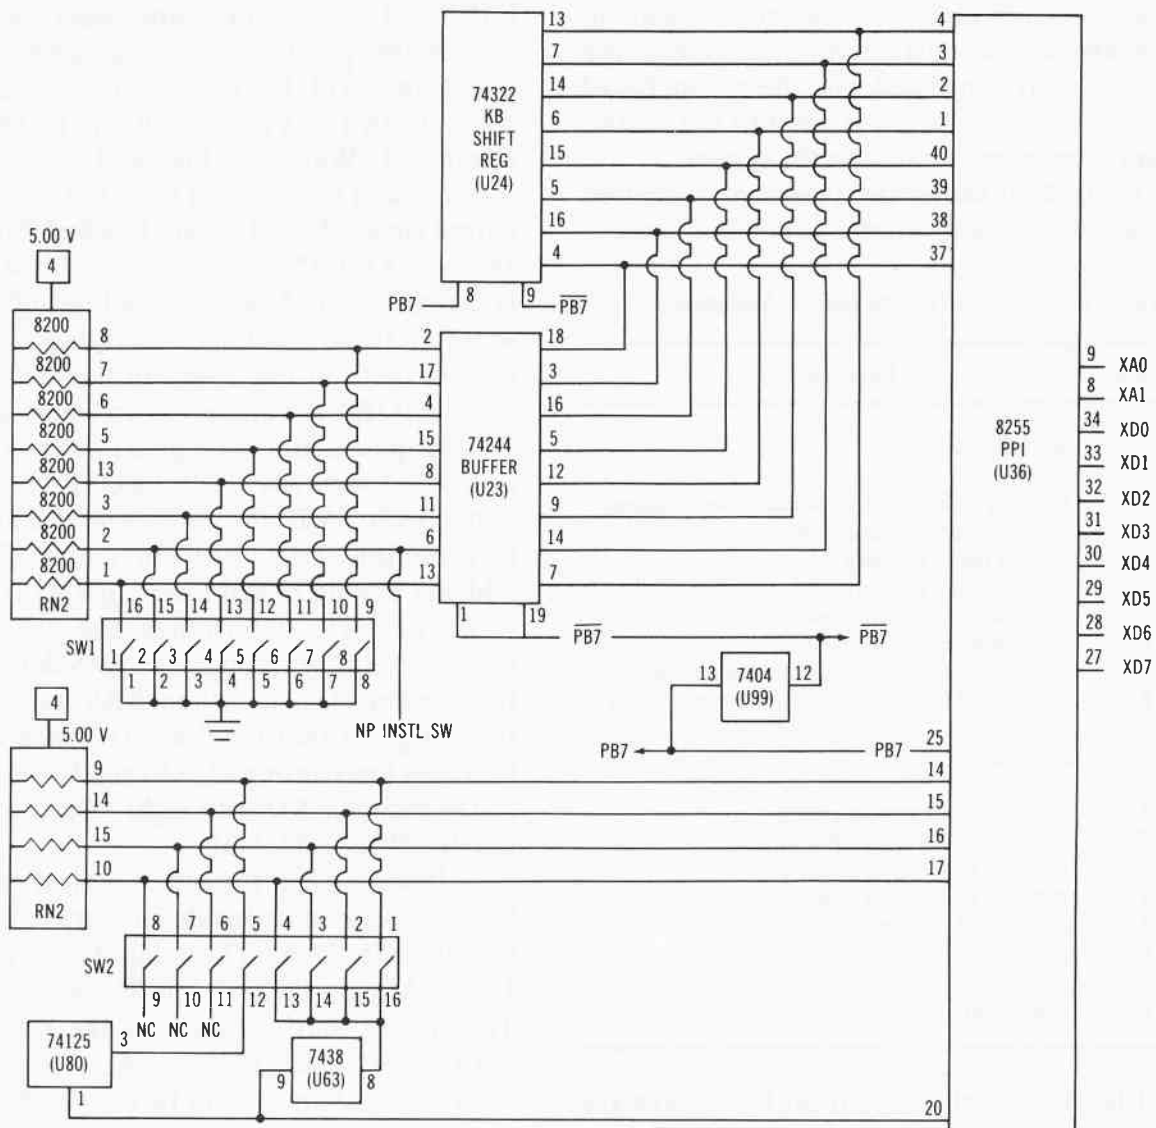 13 4
7 3
14 2
74322 KB SHIFT REG (U24)
6 1
15 40
5 39
16 38
4 37
8 9
PB7 PB7
5.00 V
4
8200 8 2 18
8200 7 17 3
8200 6 4 16
8200 5 15 5
8200 13 8 12
8200 3 11 9
8200 2 6 14
8200 1 13 7
RN2
74244 BUFFER (U23)
1 19
PB7 PB7
8255 PPI (U36)
9 XA0
8 XA1
34 XD0
33 XD1
32 XD2
31 XD3
30 XD4
29 XD5
28 XD6
27 XD7
16 15 14 13 12 11 10 9
SW1
1 2 3 4 5 6 7 8
1 2 3 4 5 6 7 8
NP INSTL SW
13 7404 (U99) 12
PB7 PB7 25
4
5.00 V
9 14
14 15
15 16
10 17
RN2
8 7 6 5 4 3 2 1
SW2
9 10 11 12 13 14 15 16
NC NC NC
74125 (U80)
3
1
7438 (U63)
9 8
20